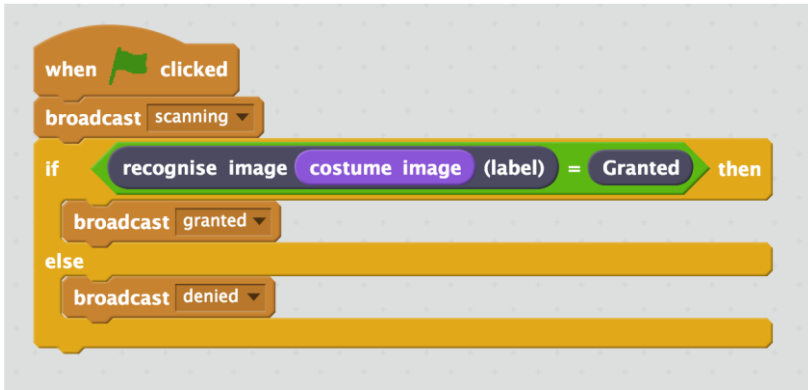 when clicked
broadcast scanning
if recognise image costume image (label) = Granted then
broadcast granted
else
broadcast denied